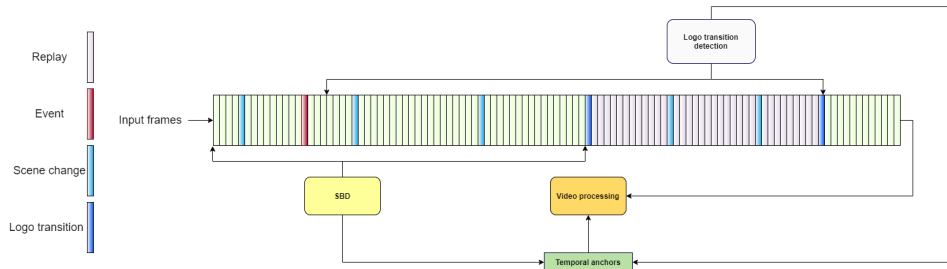 Logo transition
detection
Replay
Event
Input frames
Scene change
SBD
Video processing
Logo transition
Temporal anchors